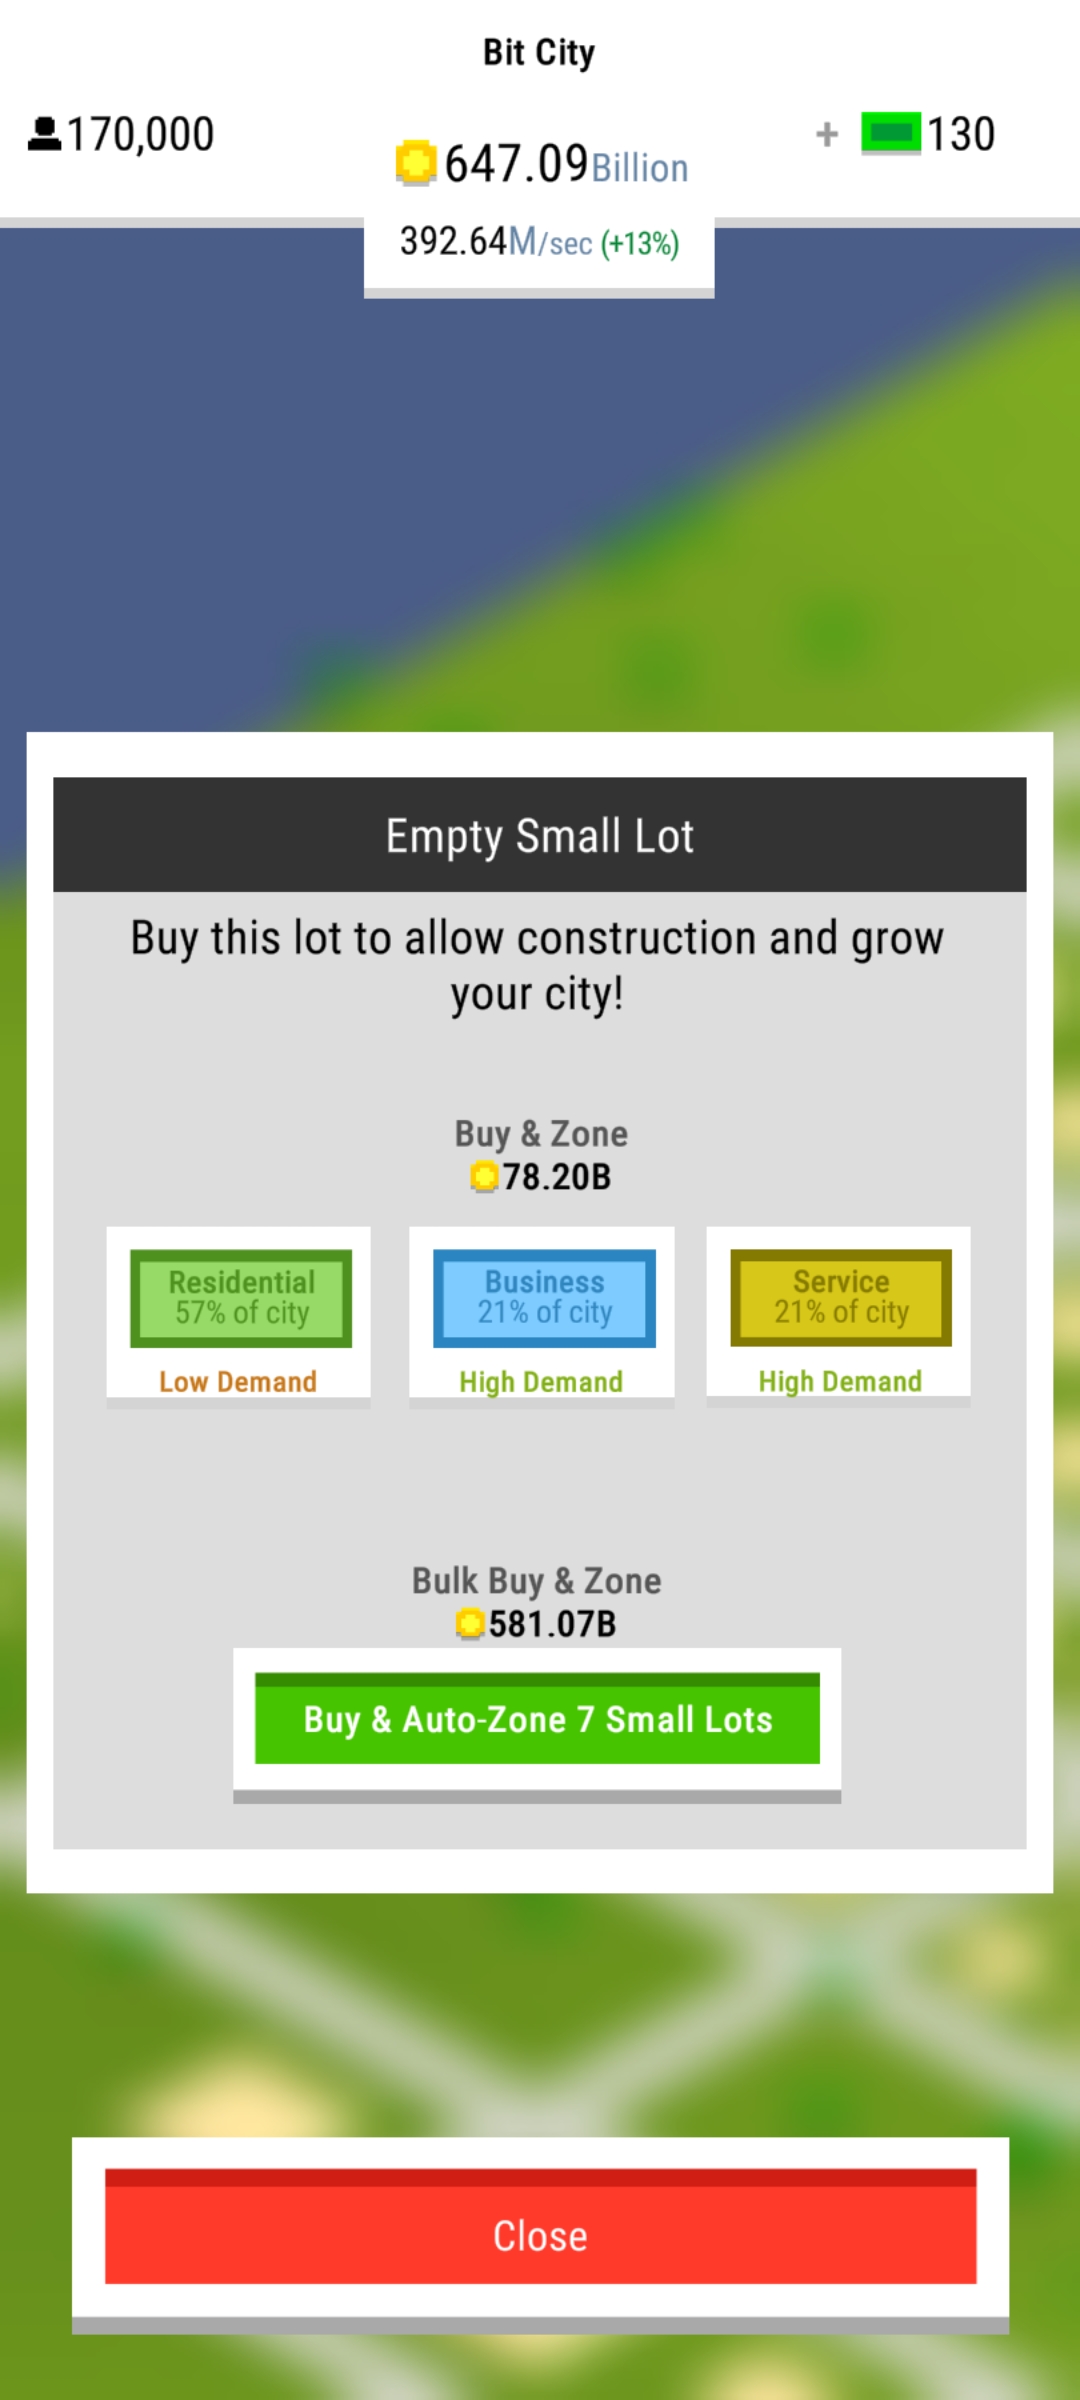 Bit City
170,000
647.09Billion
+ 130
392.64M/sec (+13%)
Empty Small Lot
Buy this lot to allow construction and grow
your city!
Buy & Zone
78.20B
Residential
57% of city
Low Demand
Business
21% of city
High Demand
Service
21% of city
High Demand
Bulk Buy & Zone
581.07B
Buy & Auto-Zone 7 Small Lots
Close